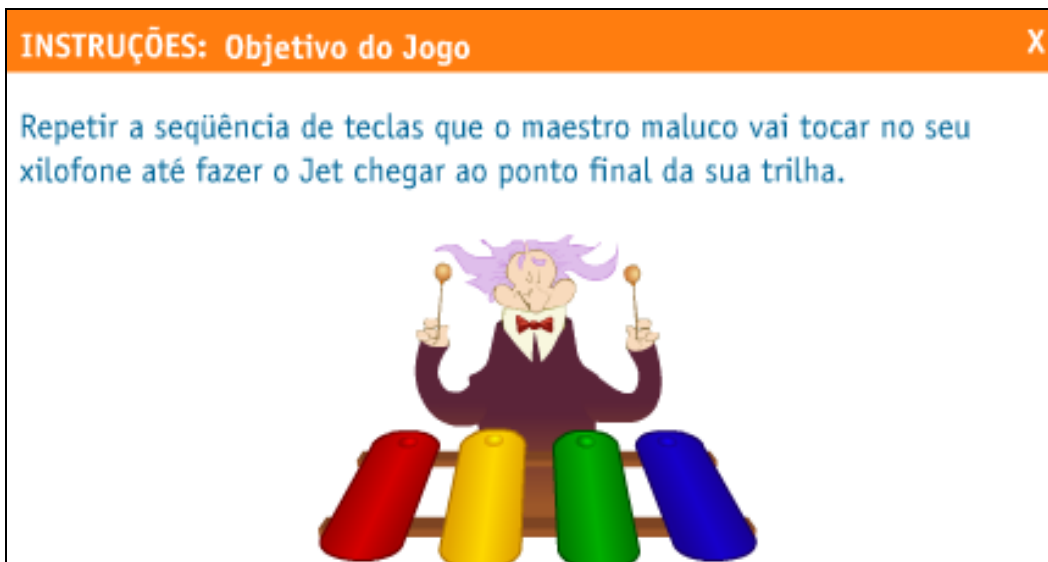 INSTRUÇÕES: Objetivo do Jogo X
Repetir a seqüência de teclas que o maestro maluco vai tocar no seu
xilofone até fazer o Jet chegar ao ponto final da sua trilha.